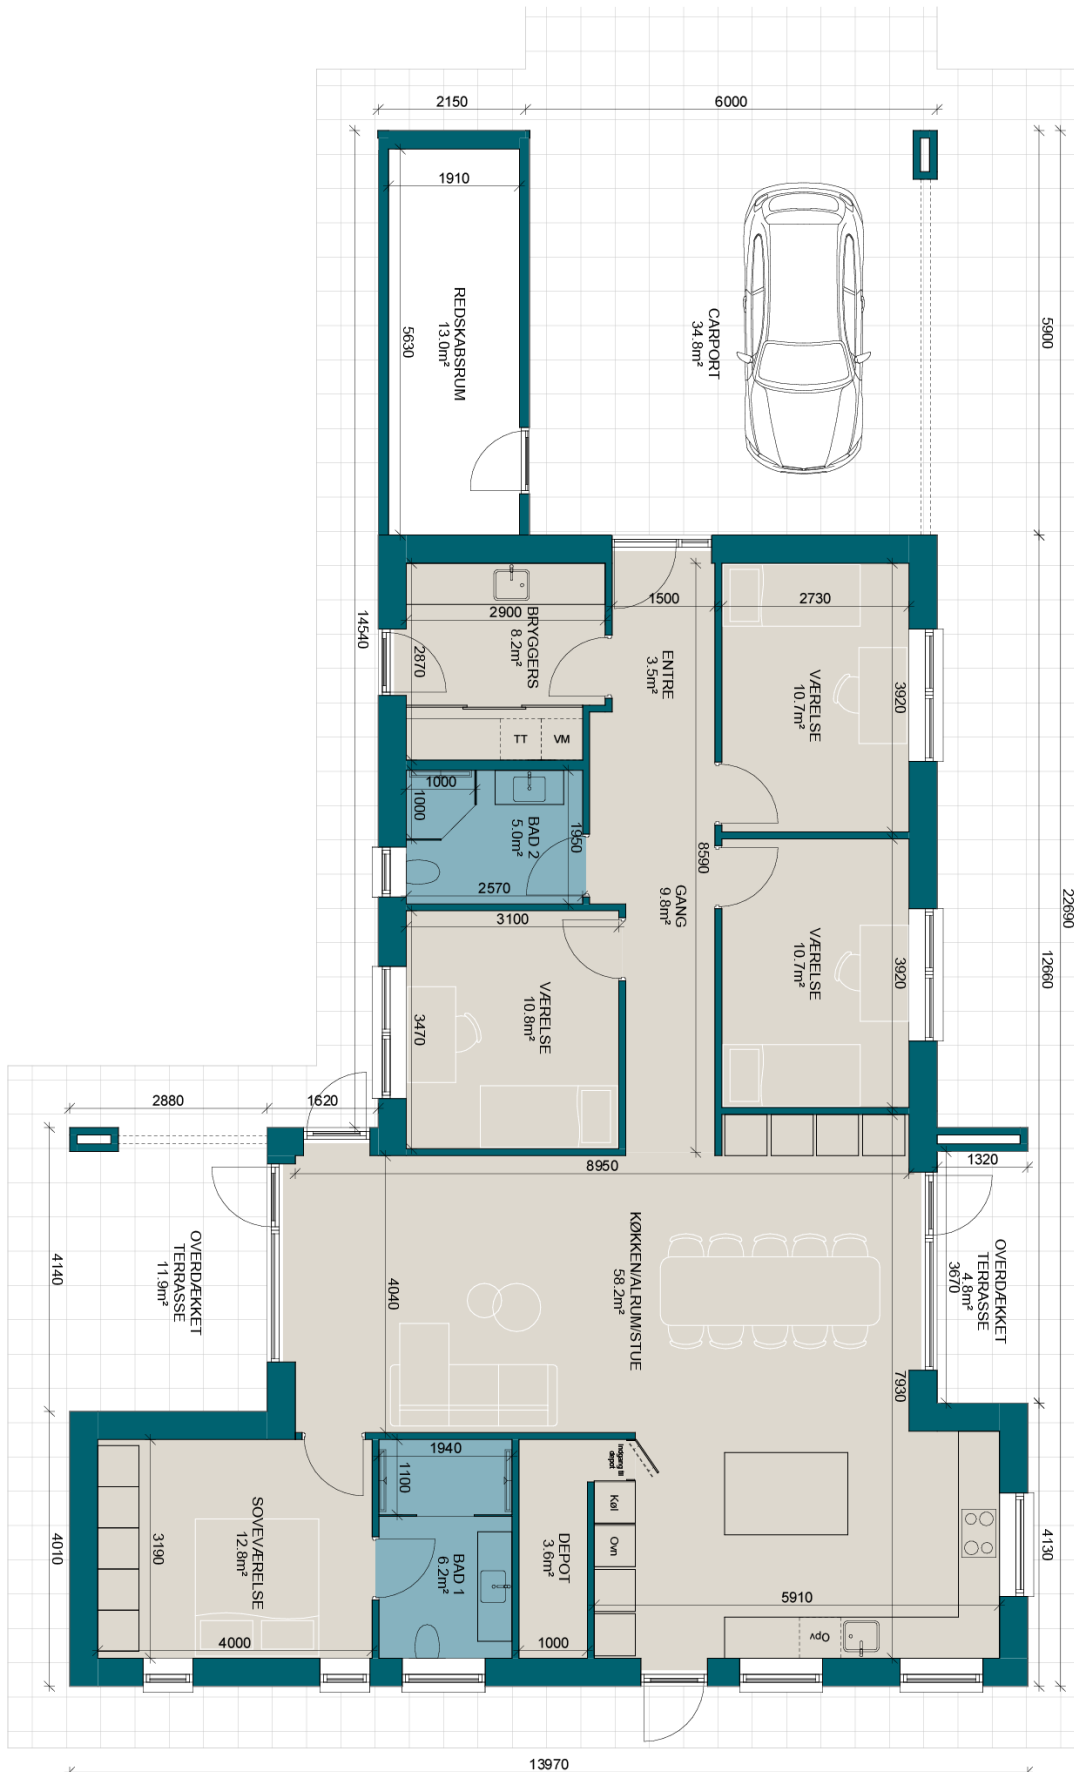 2150
6000
1910
REDSKABSRUM
13.0m²
5630
CARPORT
34.8m²
5900
14540
22690
12660
2900
BRYGGERS
8.2m²
2870
TT
VM
1500
ENTRE
3.5m²
2730
VÆRELSE
10.7m²
3920
1000
1000
BAD 2
5.0m²
1950
2570
8590
GANG
9.8m²
VÆRELSE
10.7m²
3920
3100
VÆRELSE
10.8m²
3470
2880
1620
8950
1320
OVERDÆKKET
TERRASSE
11.9m²
4140
4040
KØKKEN/ALRUM/STUE
58.2m²
OVERDÆKKET
TERRASSE
4.8m²
3670
7930
1940
1100
Indgang til
depot
Køl
Ovn
SOVEVÆRELSE
12.8m²
3190
4010
4000
BAD 1
6.2m²
DEPOT
3.6m²
1000
5910
Opv
4130
13970